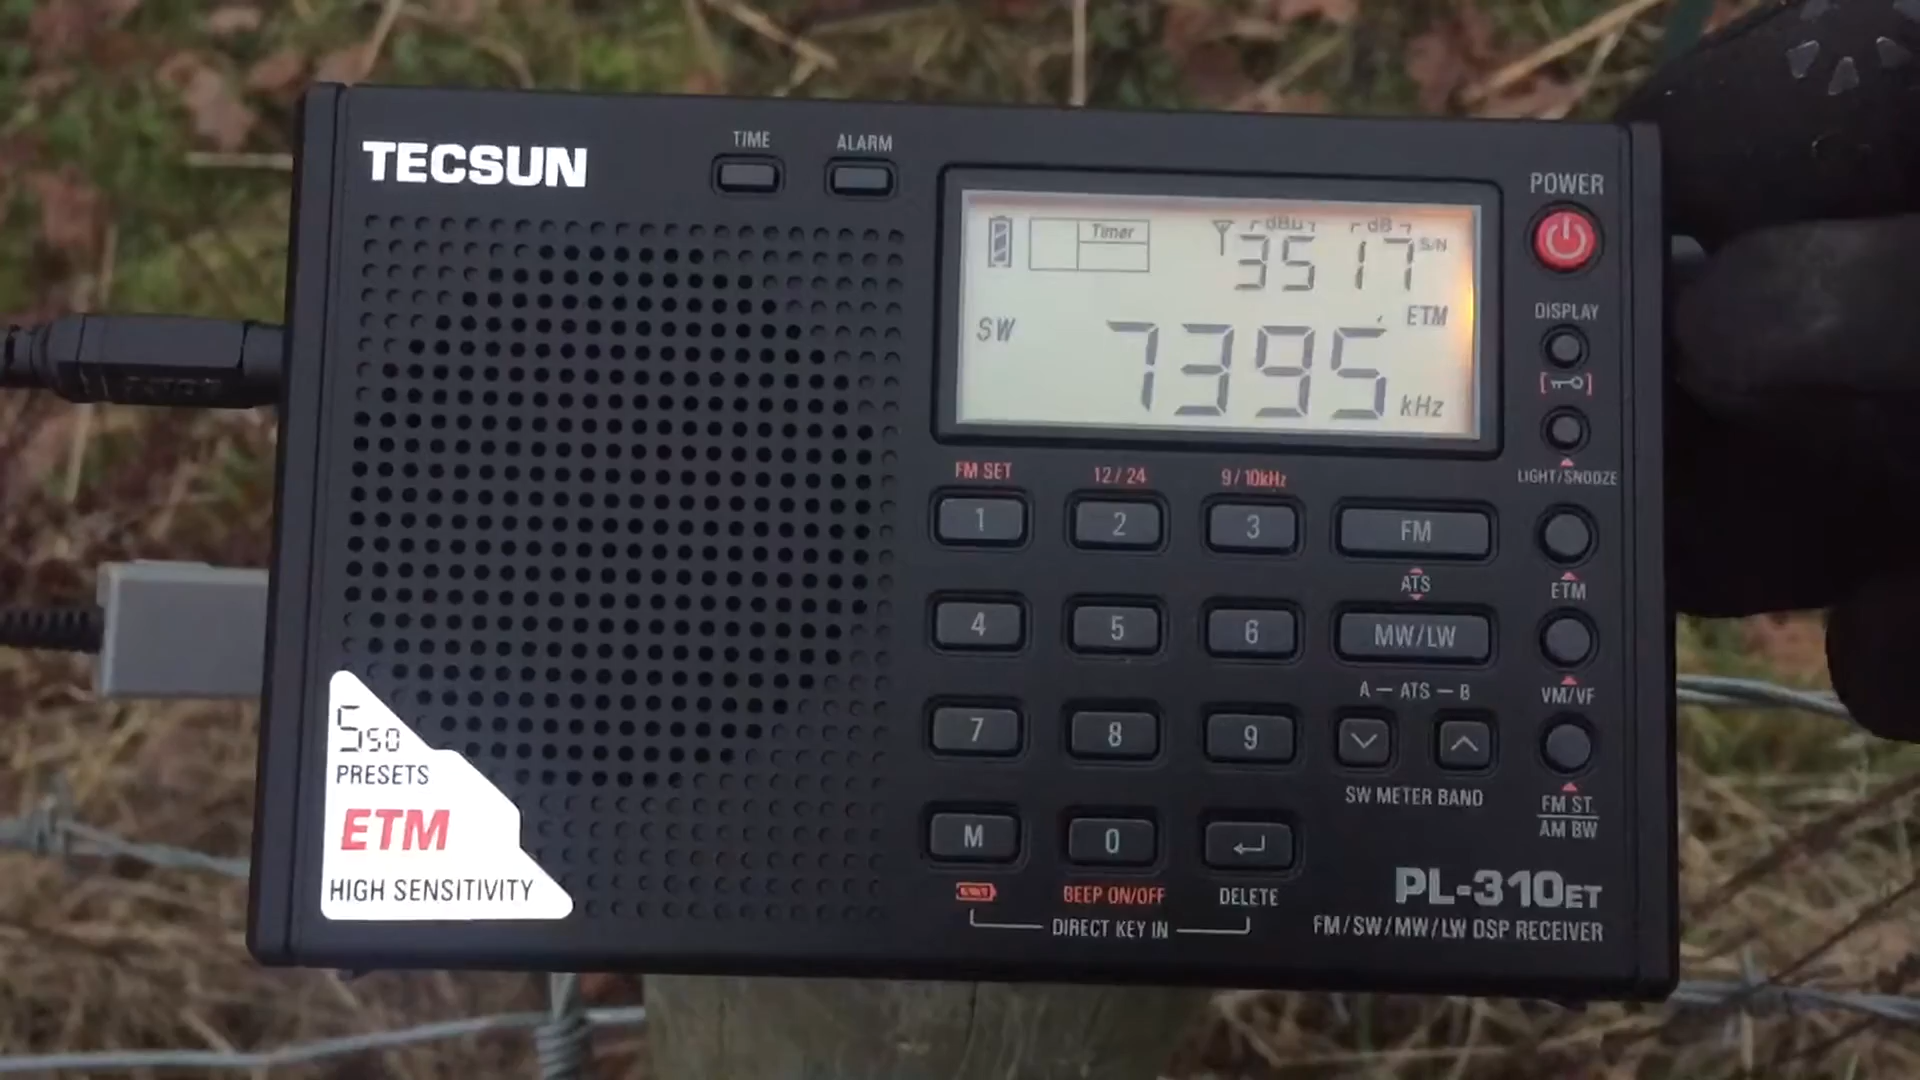 TECSUN
TIME
ALARM
Timer
dBµ
dB
35
17
S/N
ETM
SW
7395
kHz
POWER
DISPLAY
LIGHT/SNOOZE
FM SET
12/24
9/10kHz
1
2
3
FM
ATS
ETM
4
5
6
MW/LW
A — ATS — B
VM/VF
7
8
9
SW METER BAND
FM ST.
AM BW
M
0
BEEP ON/OFF
DELETE
DIRECT KEY IN
550
PRESETS
ETM
HIGH SENSITIVITY
PL-310ET
FM/SW/MW/LW DSP RECEIVER